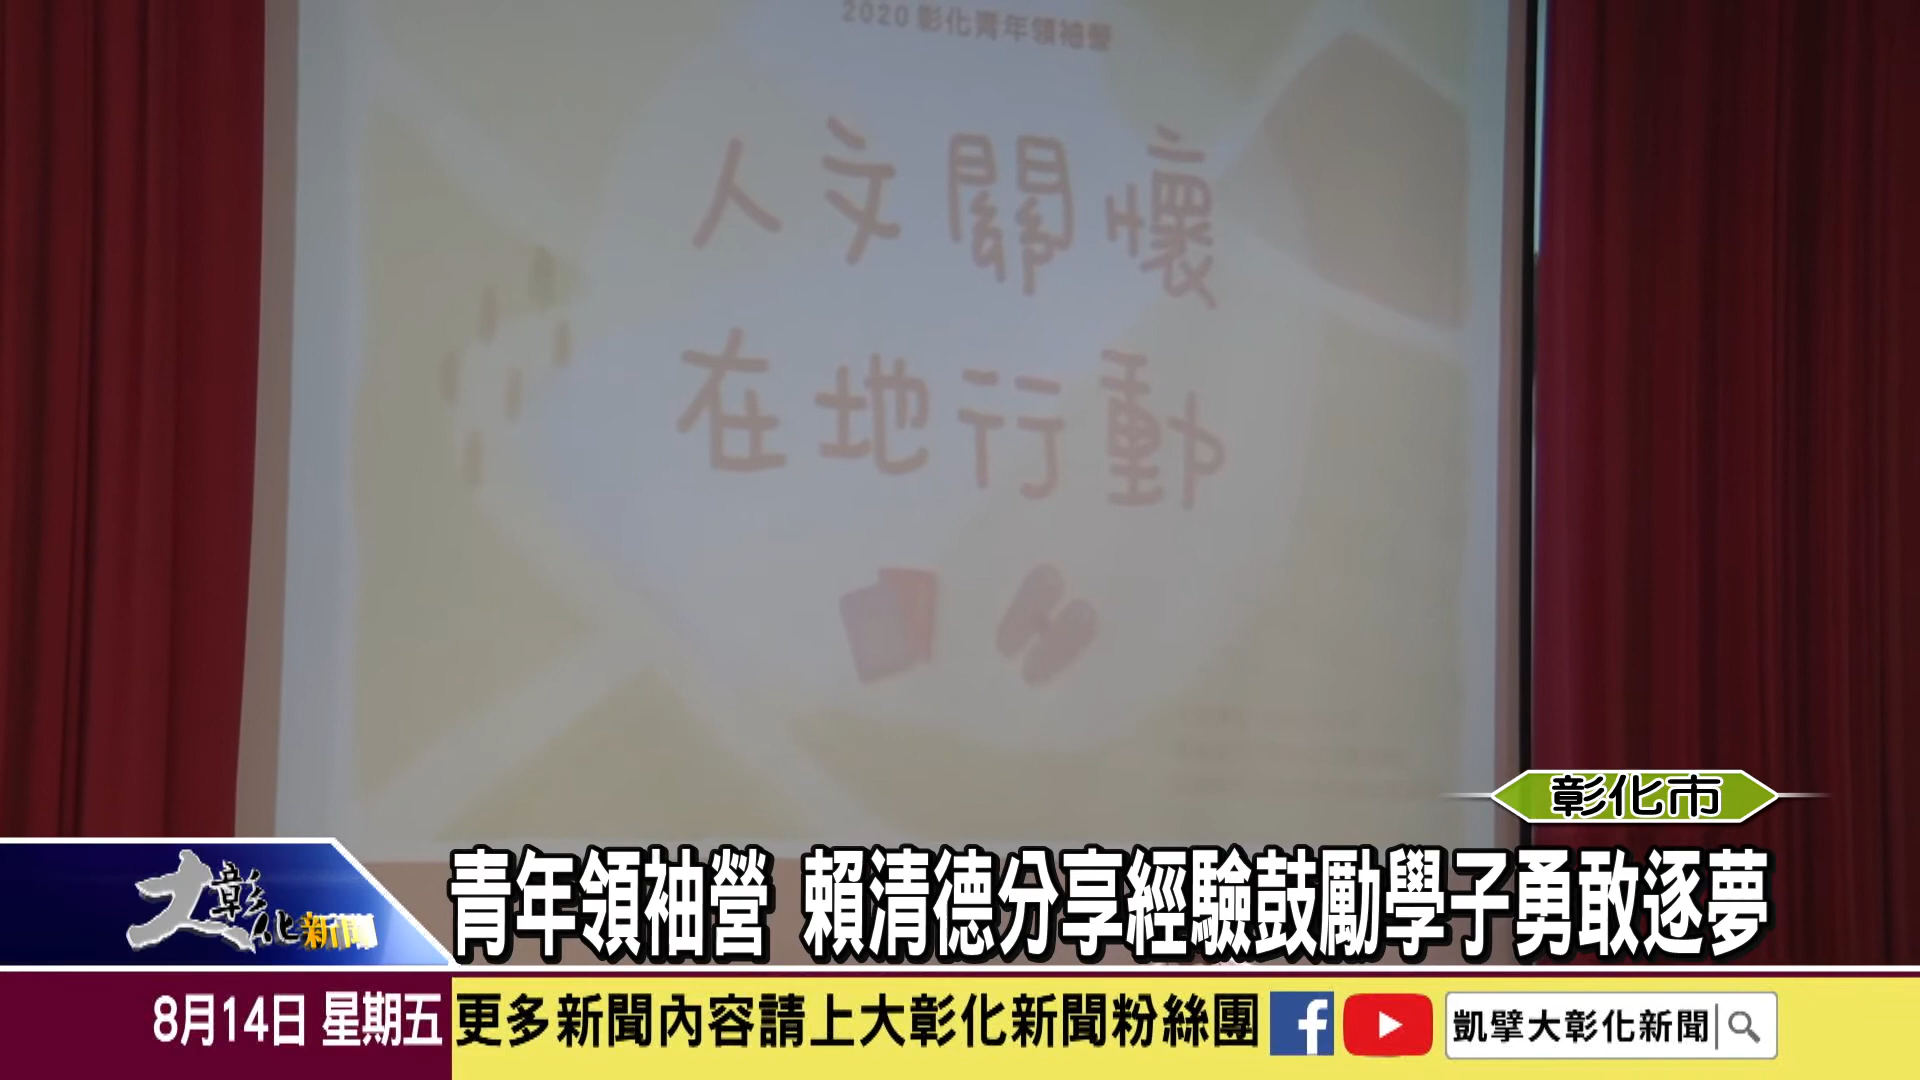 2020彰化青年領袖營
人文關懷
在地行動
彰化市
大彰化新聞
青年領袖營 賴清德分享經驗鼓勵學子勇敢逐夢
8月14日 星期五
更多新聞內容請上大彰化新聞粉絲團
凱擘大彰化新聞